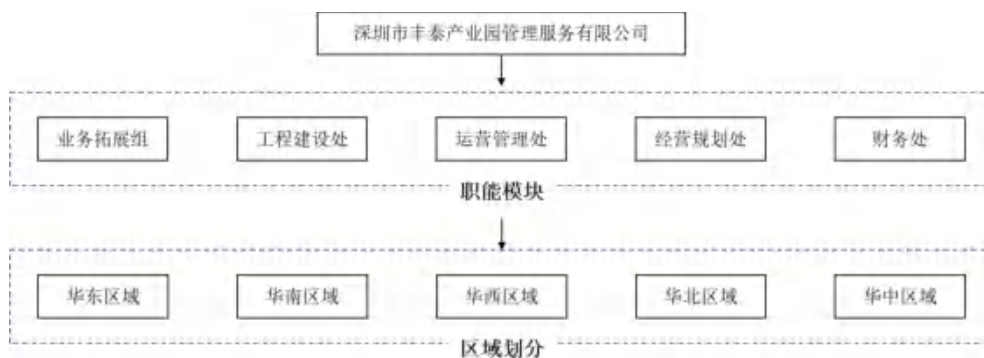 深圳市丰泰产业园管理服务有限公司
业务拓展组 工程建设处 运营管理处 经营规划处 财务处
职能模块
华东区域 华南区域 华西区域 华北区域 华中区域
区域划分